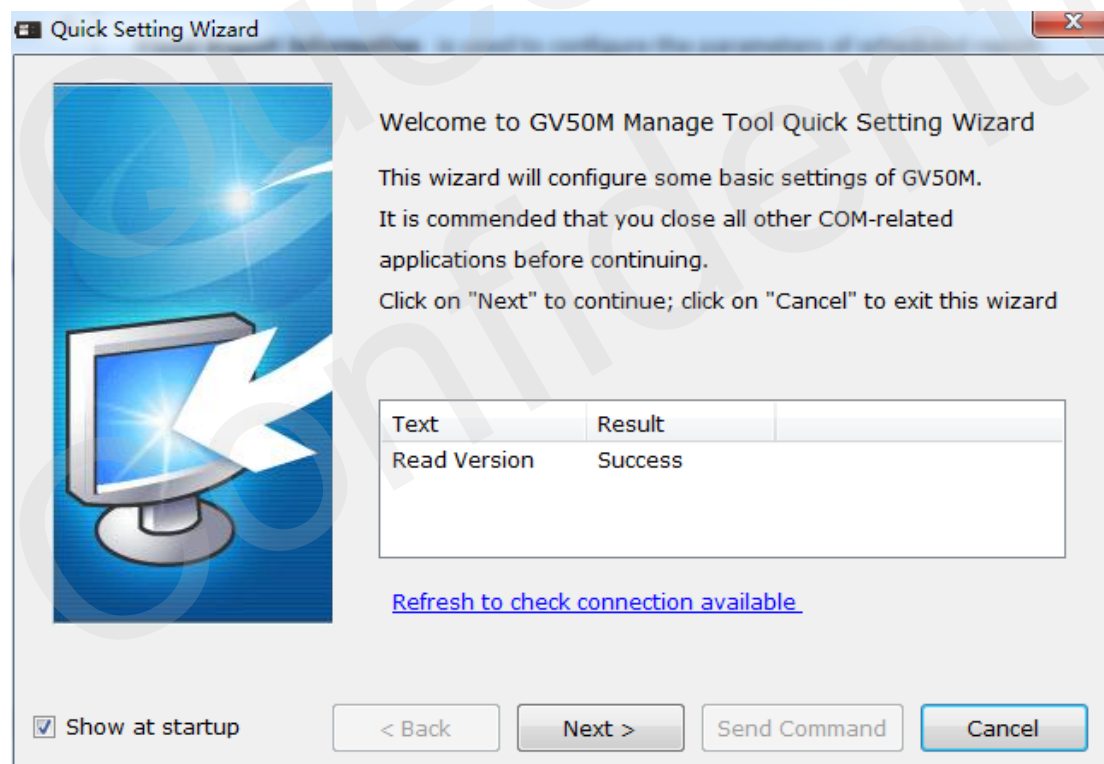 Quick Setting Wizard
Welcome to GV50M Manage Tool Quick Setting Wizard
This wizard will configure some basic settings of GV50M.
It is commended that you close all other COM-related
applications before continuing.
Click on "Next" to continue; click on "Cancel" to exit this wizard
Text Result
Read Version Success
Refresh to check connection available
Show at startup < Back Next > Send Command Cancel